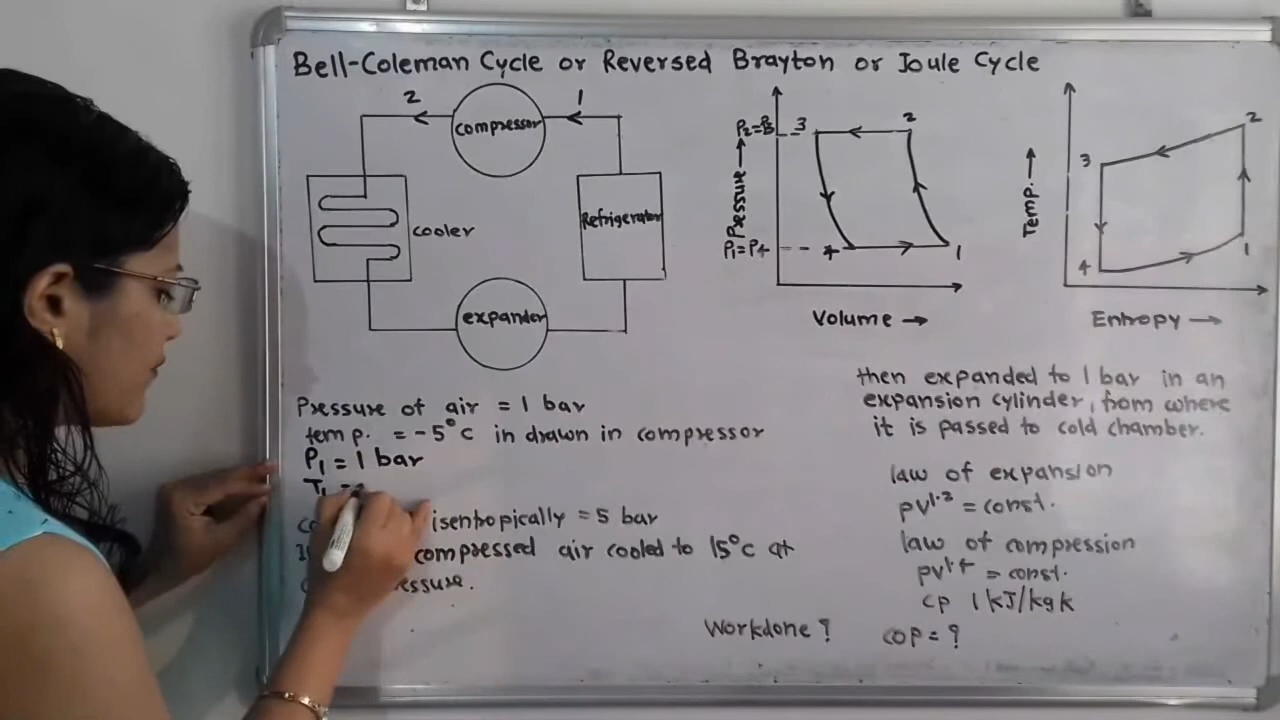 Bell-Coleman Cycle or Reversed Brayton or Joule Cycle
2
1
compressor
cooler
Refrigerator
expander
P2=P3
3
2
Pressure →
P1=P4
4
1
Volume →
2
3
Temp. →
4
1
Entropy →
Pressure of air = 1 bar
temp. = -5°c in drawn in compressor
P1 = 1 bar
T1 =
isentropically = 5 bar
compressed air cooled to 15°c at
then expanded to 1 bar in an
expansion cylinder, from where
it is passed to cold chamber.
law of expansion
pv1.2 = const.
law of compression
pv1.4 = const.
cp 1 kJ/kg k
Workdone ?
cop = ?